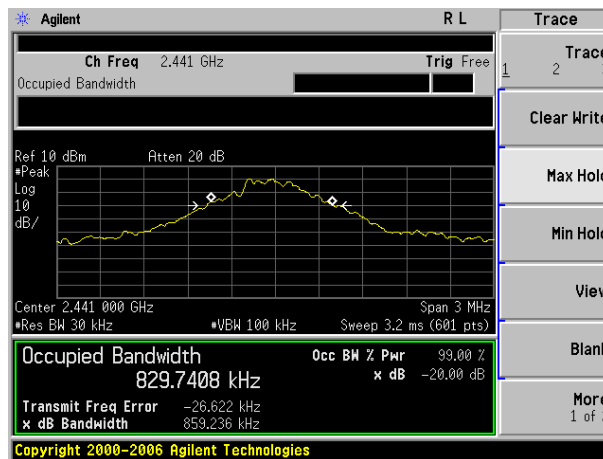 Agilent R L Trace
Ch Freq 2.441 GHz Trig Free
Occupied Bandwidth
Trace
1 2
Clear Write
Max Hold
Min Hold
View
Blank
More
1 of
Ref 10 dBm Atten 20 dB
#Peak
Log
10
dB/
Center 2.441 000 GHz Span 3 MHz
#Res BW 30 kHz #VBW 100 kHz Sweep 3.2 ms (601 pts)
Occupied Bandwidth Occ BW % Pwr 99.00 %
829.7408 kHz x dB -20.00 dB
Transmit Freq Error -26.622 kHz
x dB Bandwidth 859.236 kHz
Copyright 2000-2006 Agilent Technologies